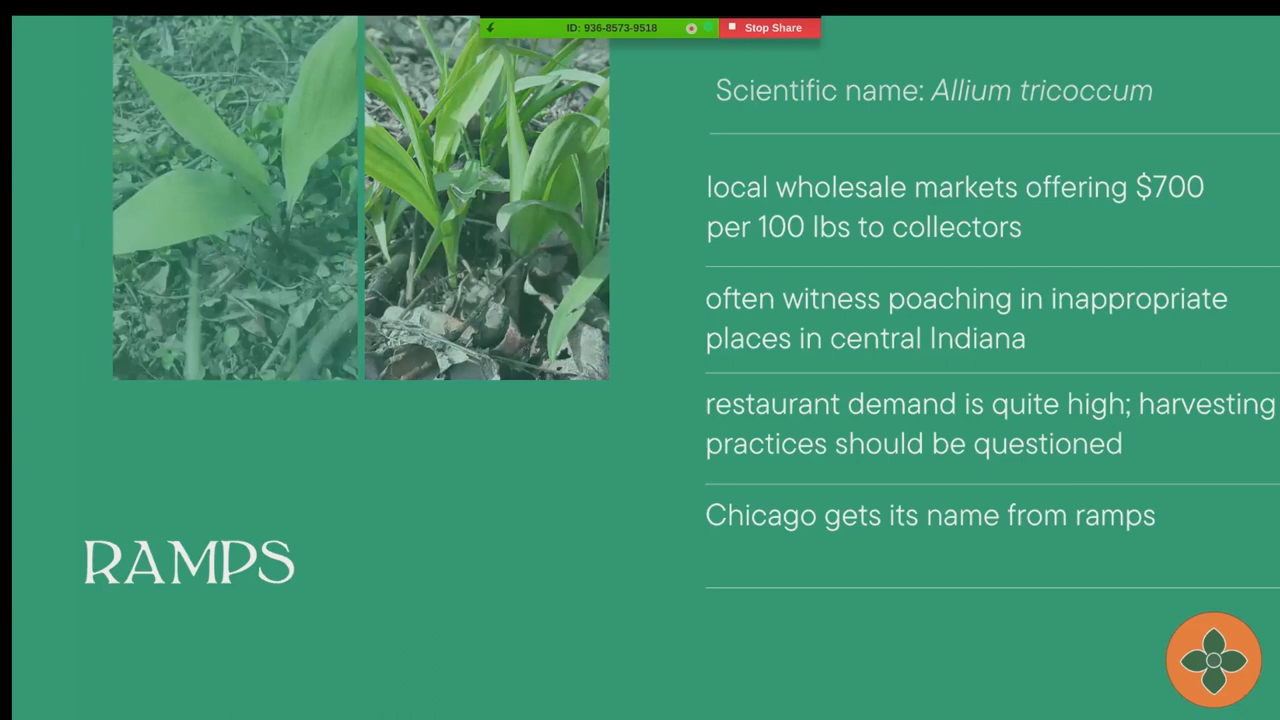 ID: 936-8573-9518
Stop Share
Scientific name: Allium tricoccum
local wholesale markets offering $700
per 100 lbs to collectors
often witness poaching in inappropriate
places in central Indiana
restaurant demand is quite high; harvesting
practices should be questioned
Chicago gets its name from ramps
RAMPS